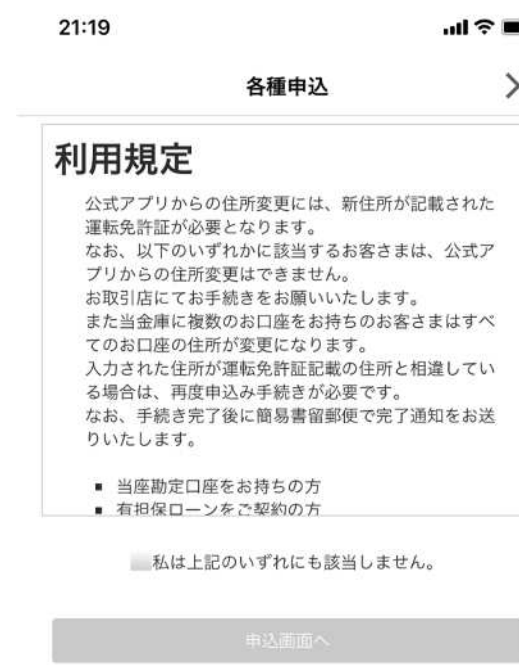 21:19
各種申込
利用規定
公式アプリからの住所変更には、新住所が記載された
運転免許証が必要となります。
なお、以下のいずれかに該当するお客さまは、公式ア
プリからの住所変更はできません。
お取引店にてお手続きをお願いいたします。
また当金庫に複数のお口座をお持ちのお客さまはすべ
てのお口座の住所が変更になります。
入力された住所が運転免許証記載の住所と相違してい
る場合は、再度申込み手続きが必要です。
なお、手続き完了後に簡易書留郵便で完了通知をお送
りいたします。
■ 当座勘定口座をお持ちの方
■ 有担保ローンをご契約の方
私は上記のいずれにも該当しません。
申込画面へ